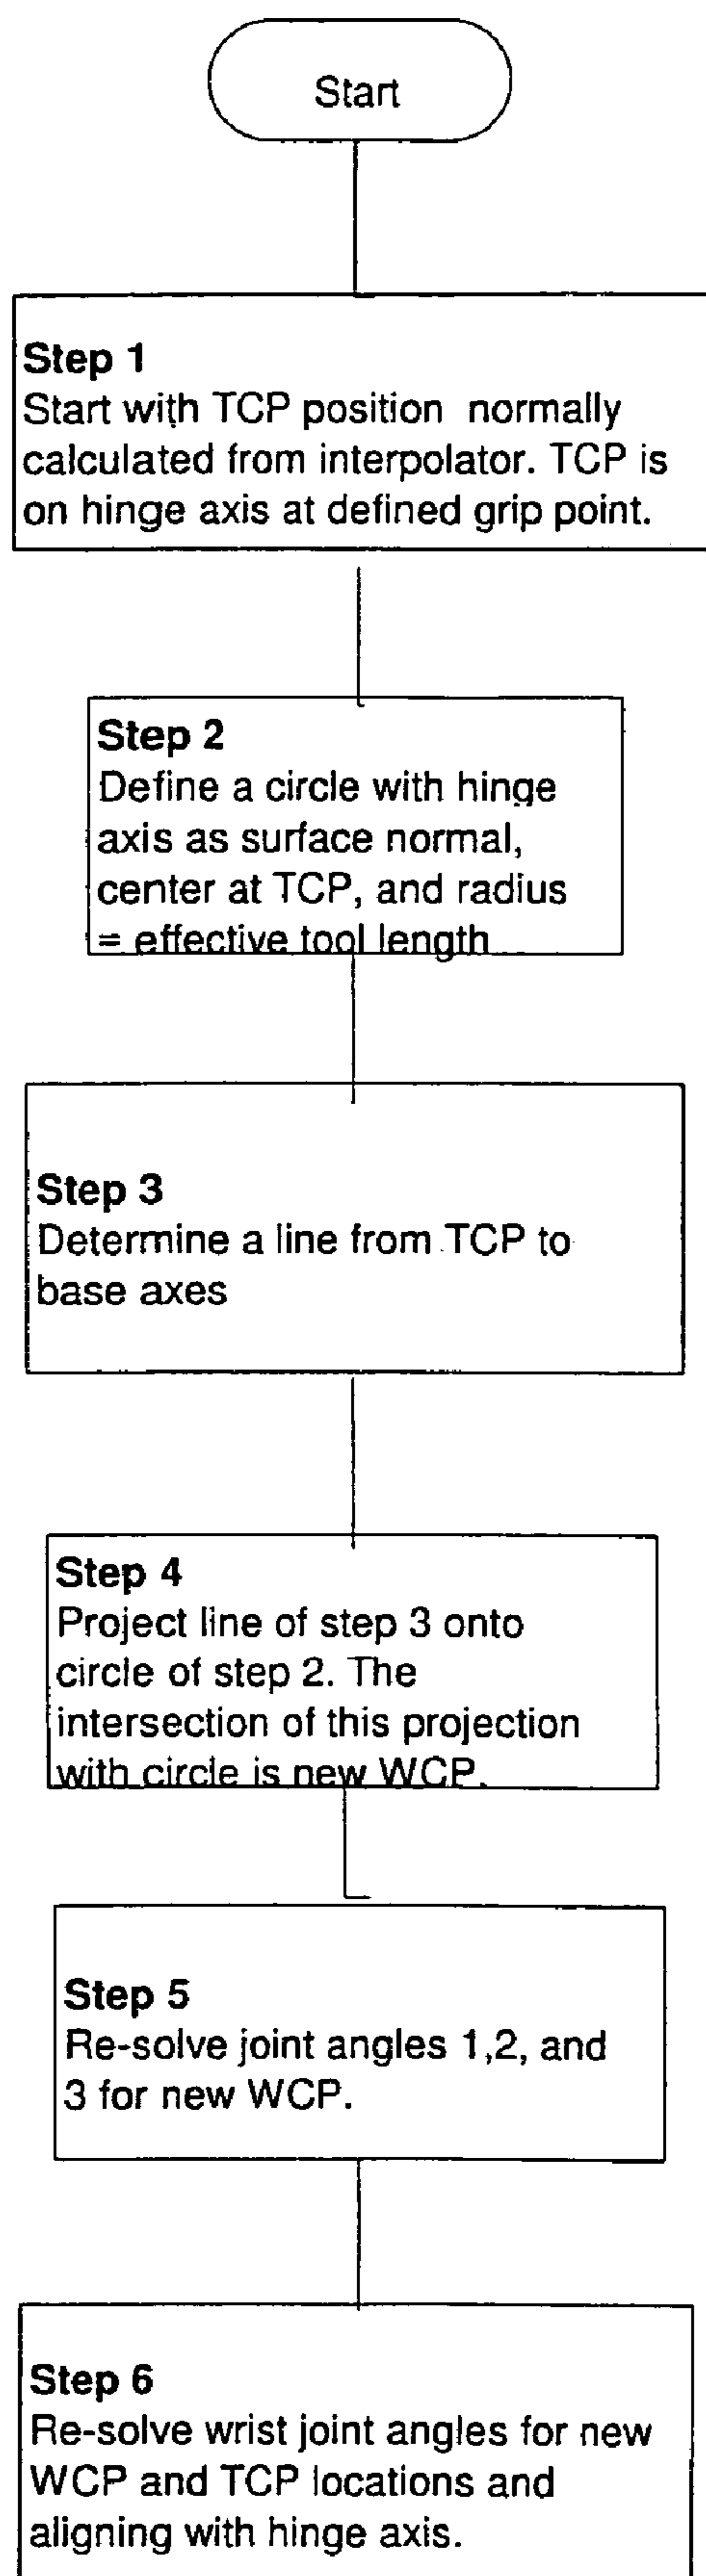 Start
Step 1
Start with TCP position normally
calculated from interpolator. TCP is
on hinge axis at defined grip point.
Step 2
Define a circle with hinge
axis as surface normal,
center at TCP, and radius
= effective tool length
Step 3
Determine a line from TCP to
base axes
Step 4
Project line of step 3 onto
circle of step 2. The
intersection of this projection
with circle is new WCP.
Step 5
Re-solve joint angles 1,2, and
3 for new WCP.
Step 6
Re-solve wrist joint angles for new
WCP and TCP locations and
aligning with hinge axis.